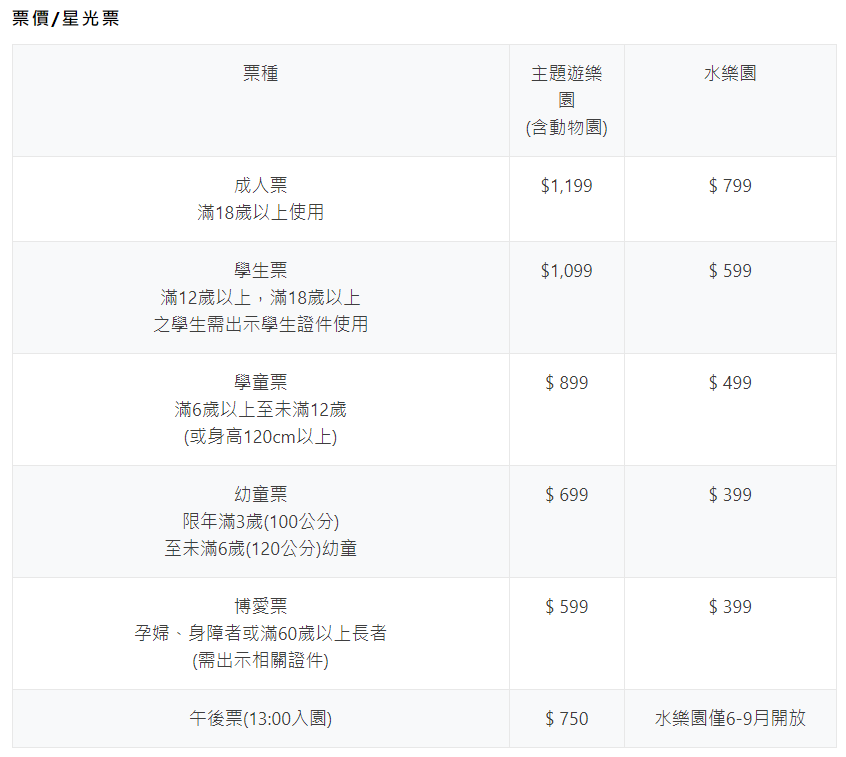 票價/星光票
票種
主題遊樂
園
(含動物園)
水樂園
成人票
滿18歲以上使用
$1,199
$ 799
學生票
滿12歲以上，滿18歲以上
之學生需出示學生證件使用
$1,099
$ 599
學童票
滿6歲以上至未滿12歲
(或身高120cm以上)
$ 899
$ 499
幼童票
限年滿3歲(100公分)
至未滿6歲(120公分)幼童
$ 699
$ 399
博愛票
孕婦、身障者或滿60歲以上長者
(需出示相關證件)
$ 599
$ 399
午後票(13:00入園)
$ 750
水樂園僅6-9月開放